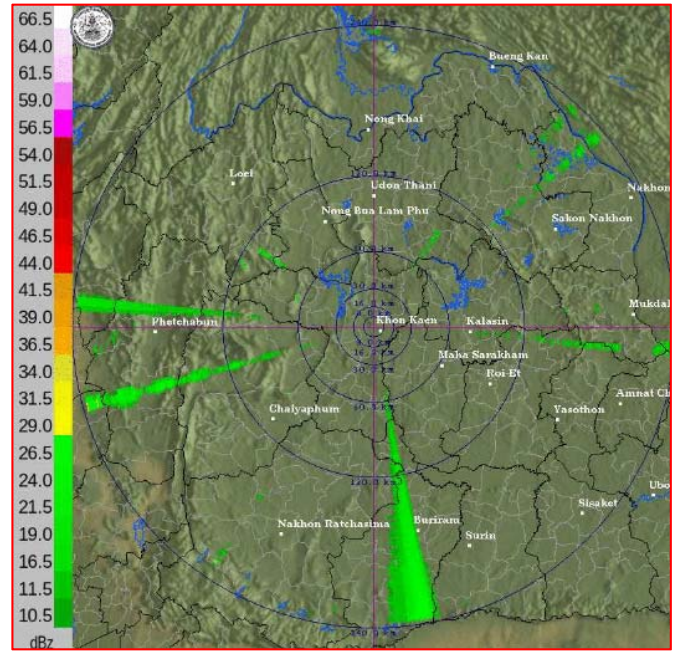 66.5
64.0
61.5
59.0
56.5
54.0
51.5
49.0
46.5
44.0
41.5
39.0
36.5
34.0
31.5
29.0
26.5
24.0
21.5
19.0
16.5
11.5
10.5
dBz
Bueng Kan
Nong Khai
Loei
Udon Thani
Nong Bua Lam Phu
Nakhon
Sakon Nakhon
Mukdal
Phetchabun
Khon Kaen
Kalasin
Maha Sarakham
Roi-Et
Amnat C
Chaiyaphum
Yasothon
120.0 km
Ubo
Sisaket
Nakhon Ratchasima
Buriram
Surin